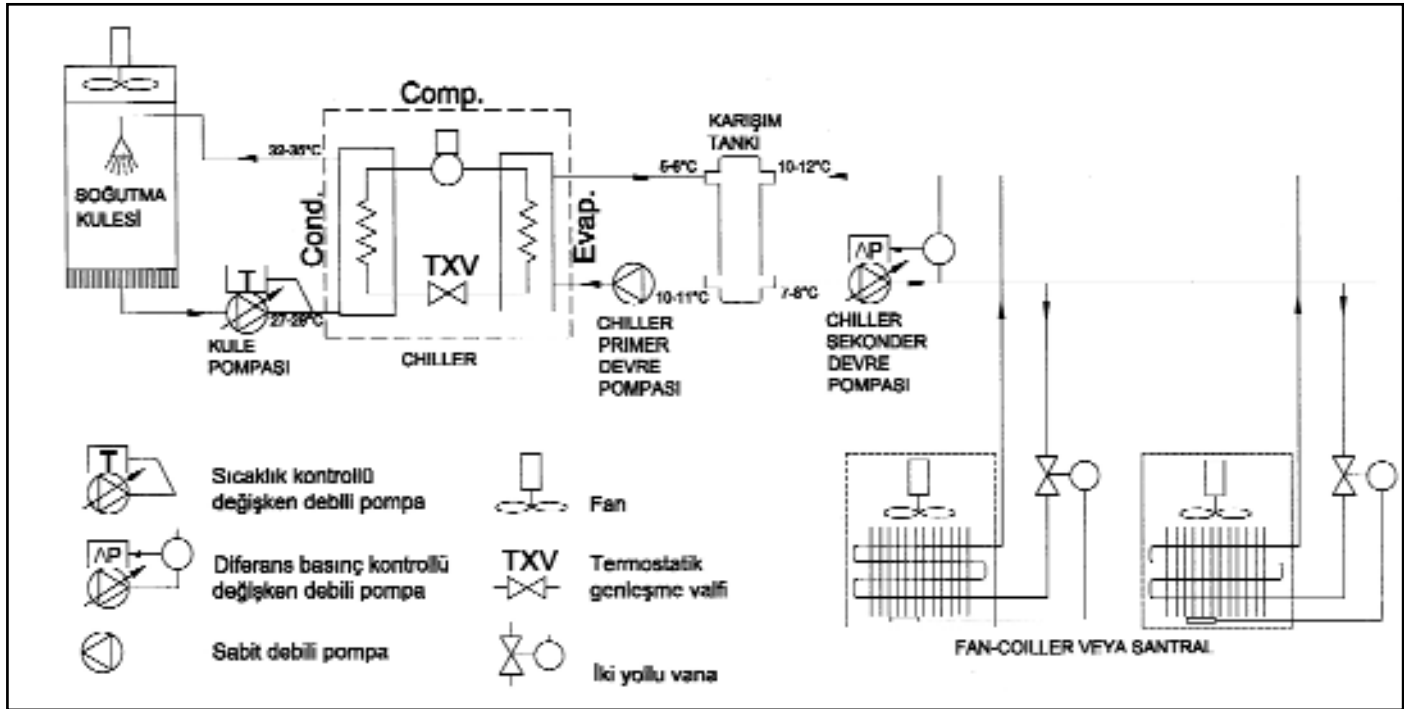 Comp.
KARIŞIM
TANKI
32-35°C
5-6°C
10-12°C
SOĞUTMA
KULESİ
Cond.
Evap.
TXV
T
ΔP
27-29°C
10-11°C
7-8°C
KULE
POMPASI
CHILLER
CHILLER
PRIMER
DEVRE
POMPASI
CHILLER
SEKONDER
DEVRE
POMPASI
T
Sıcaklık kontrollü
değişken debili pompa
Fan
ΔP
Diferans basınç kontrollü
değişken debili pompa
TXV
Termostatik
genleşme valfi
Sabit debili pompa
İki yollu vana
FAN-COILLER VEYA SANTRAL